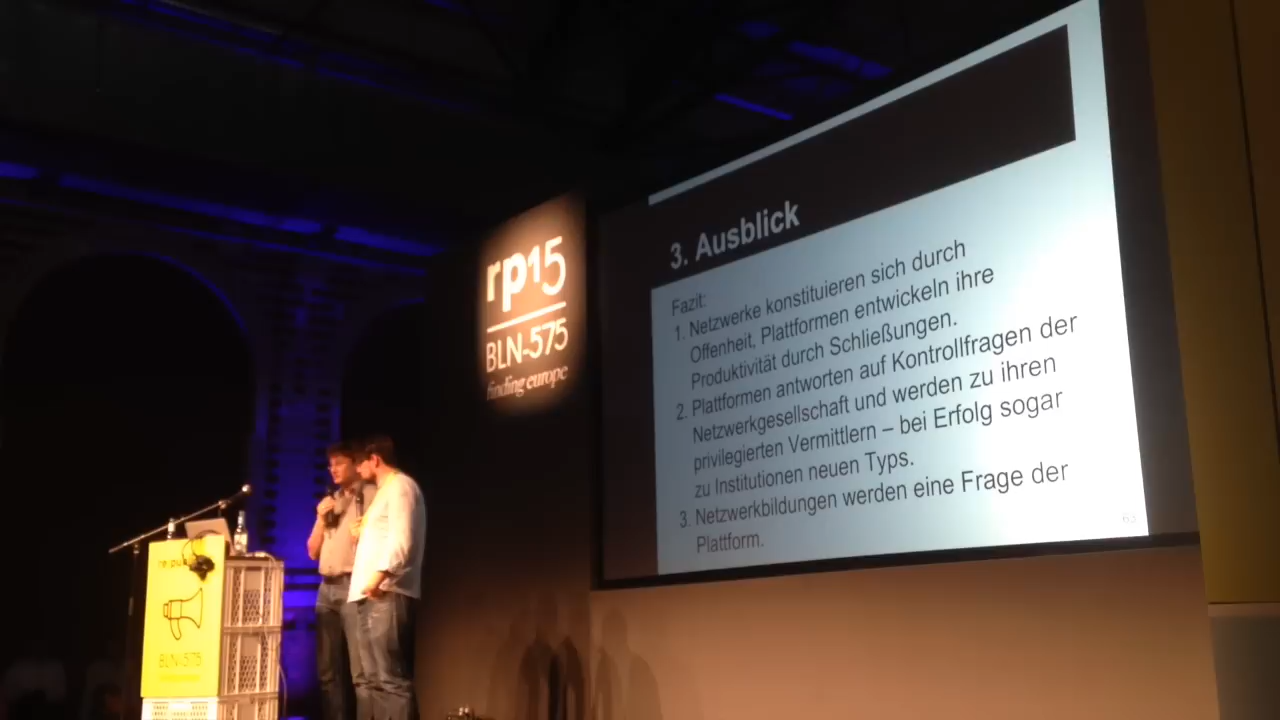 rp15
BLN-575
finding europe
3. Ausblick
Fazit:
1. Netzwerke konstituieren sich durch
Offenheit, Plattformen entwickeln ihre
Produktivität durch Schließungen.
2. Plattformen antworten auf Kontrollfragen der
Netzwerkgesellschaft und werden zu ihren
privilegierten Vermittlern – bei Erfolg sogar
zu Institutionen neuen Typs.
3. Netzwerkbildungen werden eine Frage der
Plattform.
63
BLN-575